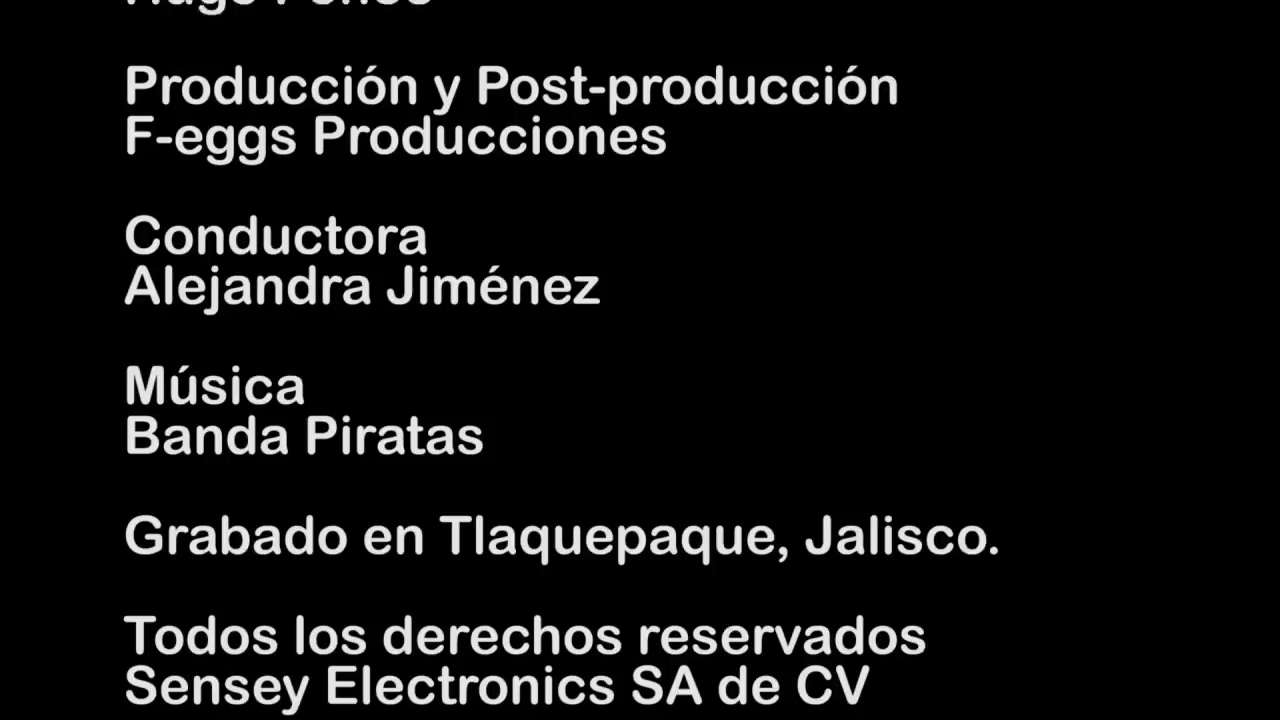 Producción y Post-producción
F-eggs Producciones
Conductora
Alejandra Jiménez
Música
Banda Piratas
Grabado en Tlaquepaque, Jalisco.
Todos los derechos reservados
Sensey Electronics SA de CV